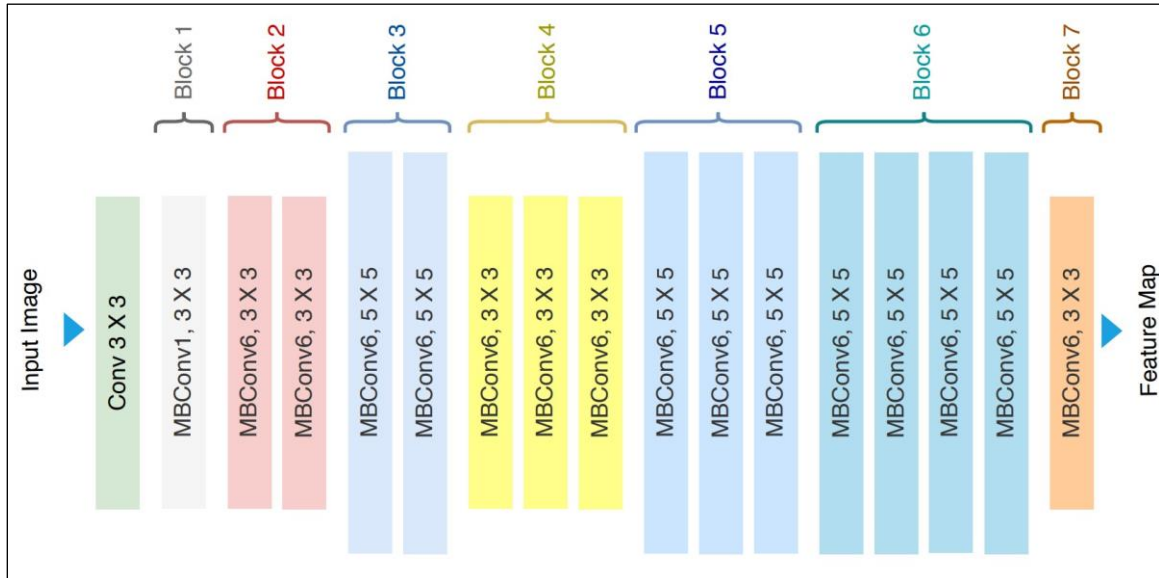 Block 1
Block 2
Block 3
Block 4
Block 5
Block 6
Block 7
Input Image
Conv 3 X 3
MBConv1, 3 X 3
MBConv6, 3 X 3
MBConv6, 3 X 3
MBConv6, 5 X 5
MBConv6, 5 X 5
MBConv6, 3 X 3
MBConv6, 3 X 3
MBConv6, 3 X 3
MBConv6, 5 X 5
MBConv6, 5 X 5
MBConv6, 5 X 5
MBConv6, 5 X 5
MBConv6, 5 X 5
MBConv6, 5 X 5
MBConv6, 5 X 5
MBConv6, 3 X 3
Feature Map